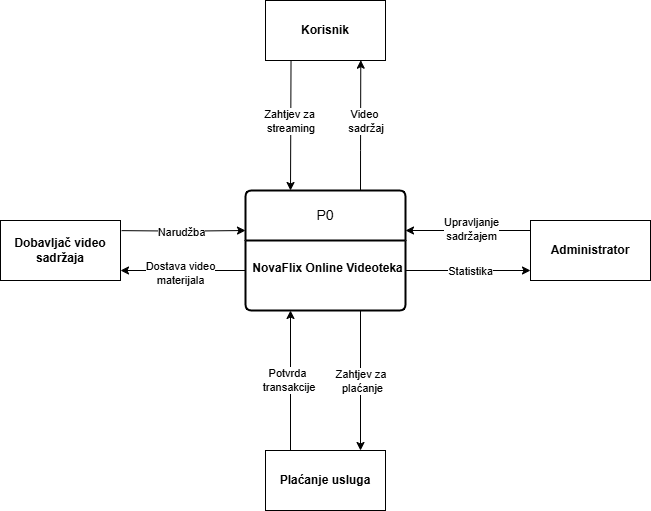 Korisnik
Zahtjev za
streaming
Video
sadržaj
P0
NovaFlix Online Videoteka
Dobavljač video
sadržaja
Narudžba
Dostava video
materijala
Upravljanje
sadržajem
Statistika
Administrator
Potvrda
transakcije
Zahtjev za
plaćanje
Plaćanje usluga